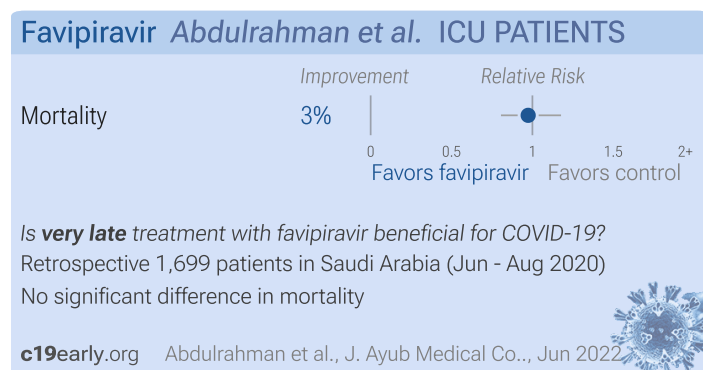 Favipiravir Abdulrahman et al. ICU PATIENTS
Improvement Relative Risk
Mortality 3%
0 0.5 1 1.5 2+
Favors favipiravir Favors control
Is very late treatment with favipiravir beneficial for COVID-19?
Retrospective 1,699 patients in Saudi Arabia (Jun - Aug 2020)
No significant difference in mortality
c19early.org Abdulrahman et al., J. Ayub Medical Co.., Jun 2022